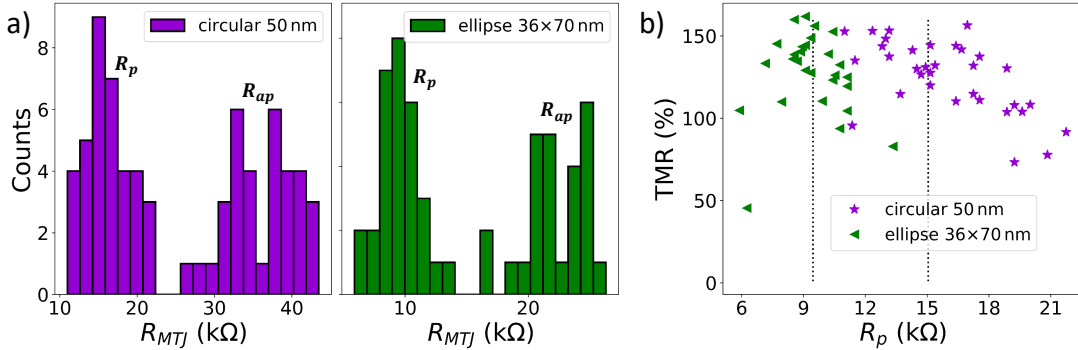 a)
circular 50 nm
ellipse 36×70 nm
b)
R_p
R_ap
R_p
R_ap
Counts
8
6
4
2
0
10
20
30
40
R_MTJ (kΩ)
10
20
R_MTJ (kΩ)
TMR (%)
150
100
50
0
circular 50 nm
ellipse 36×70 nm
6
9
12
15
18
21
R_p (kΩ)